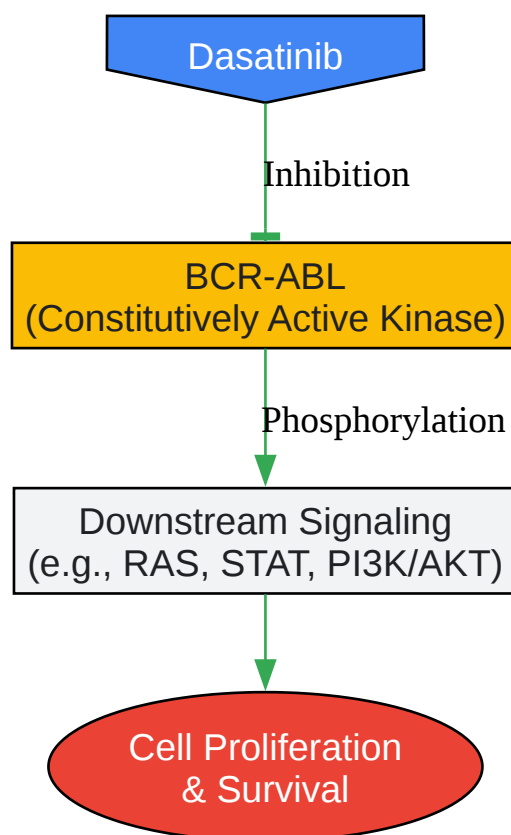 Dasatinib
Inhibition
BCR-ABL
(Constitutively Active Kinase)
Phosphorylation
Downstream Signaling
(e.g., RAS, STAT, PI3K/AKT)
Cell Proliferation
& Survival